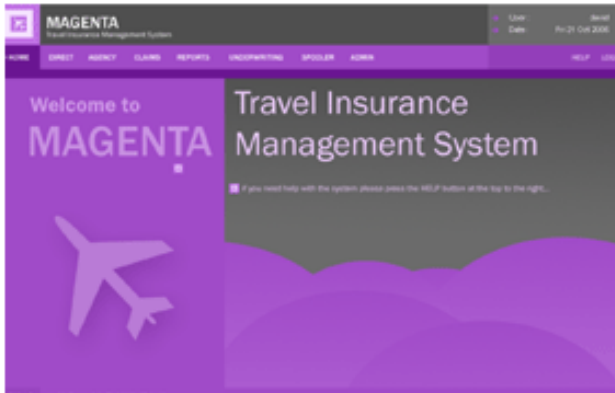 MAGENTA
Travel Insurance Management System
User:
Date: Fri 21 Oct 2005
HOME DIRECT AGENCY CLAIMS REPORTS UNDERWRITING SPOOLER ADMIN HELP
Welcome to
MAGENTA
Travel Insurance
Management System
If you need help with the system please press the HELP button at the top to the right...